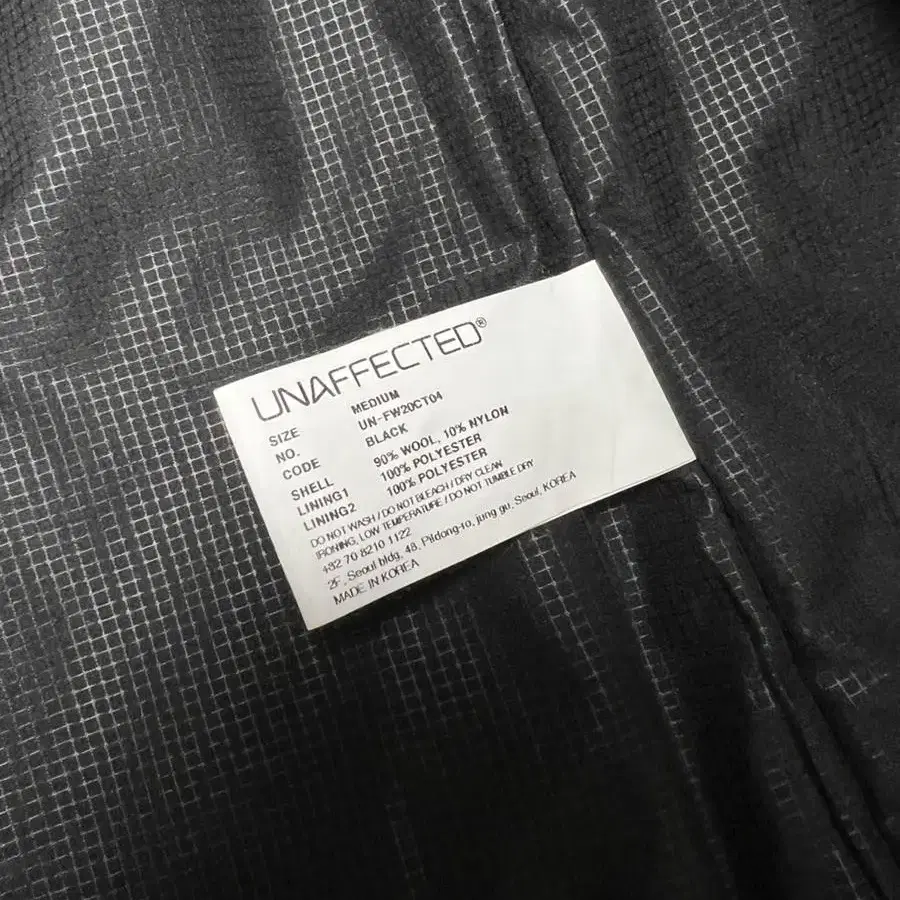 UNAFFECTED®
SIZE MEDIUM
NO. UN-FW20CT04
CODE BLACK
SHELL 90% WOOL, 10% NYLON
LINING1 100% POLYESTER
LINING2 100% POLYESTER
DO NOT WASH / DO NOT BLEACH / DRY CLEAN
IRONING, LOW TEMPERATURE / DO NOT TUMBLE DRY
+82 70 8210 1122
2F, Seoul bldg, 48, Pildong-ro, jung gu, Seoul, KOREA
MADE IN KOREA